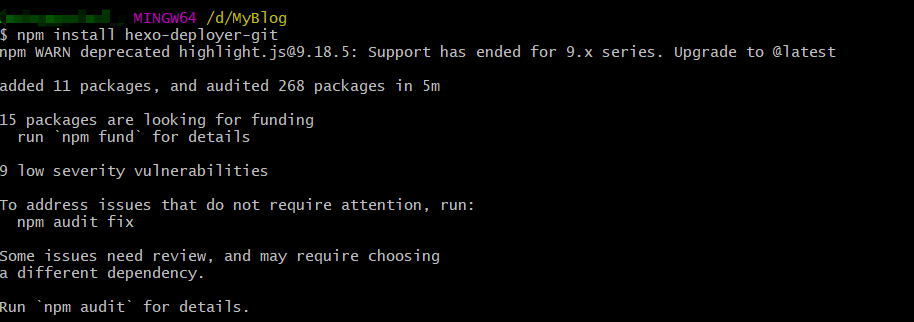 MINGW64 /d/MyBlog
$ npm install hexo-deployer-git
npm WARN deprecated highlight.js@9.18.5: Support has ended for 9.x series. Upgrade to @latest
added 11 packages, and audited 268 packages in 5m
15 packages are looking for funding
  run `npm fund` for details
9 low severity vulnerabilities
To address issues that do not require attention, run:
  npm audit fix
Some issues need review, and may require choosing
a different dependency.
Run `npm audit` for details.